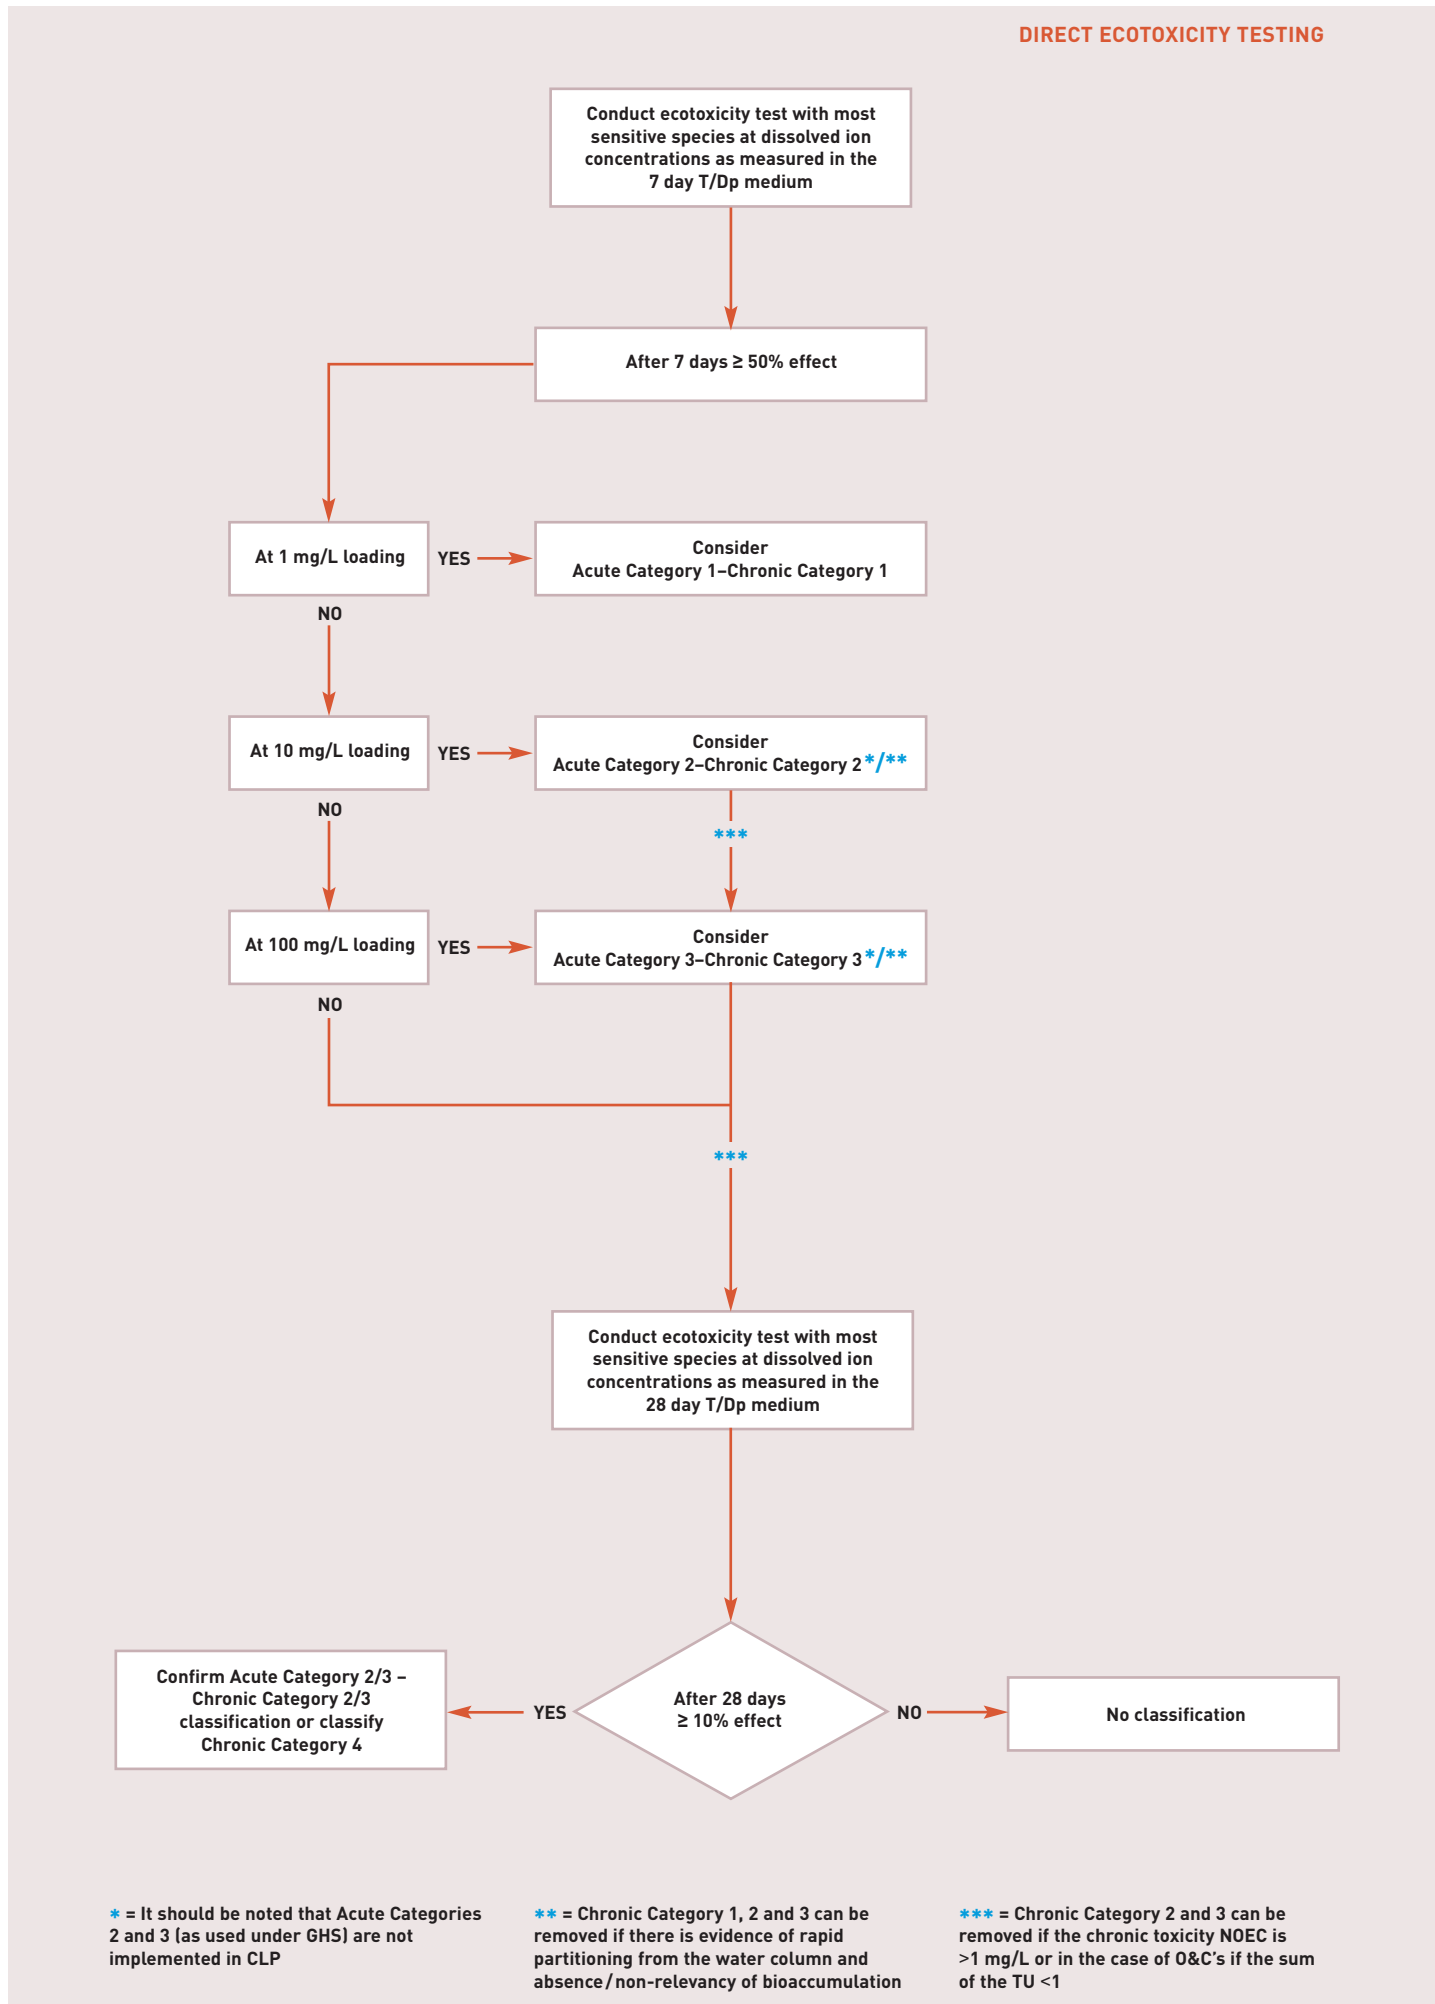 DIRECT ECOTOXICITY TESTING
Conduct ecotoxicity test with most
sensitive species at dissolved ion
concentrations as measured in the
7 day T/Dp medium
After 7 days ≥ 50% effect
At 1 mg/L loading
YES
Consider
Acute Category 1–Chronic Category 1
NO
At 10 mg/L loading
YES
Consider
Acute Category 2–Chronic Category 2*/**
NO
***
At 100 mg/L loading
YES
Consider
Acute Category 3–Chronic Category 3*/**
NO
***
Conduct ecotoxicity test with most
sensitive species at dissolved ion
concentrations as measured in the
28 day T/Dp medium
Confirm Acute Category 2/3 –
Chronic Category 2/3
classification or classify
Chronic Category 4
YES
After 28 days
≥ 10% effect
NO
No classification
* = It should be noted that Acute Categories
2 and 3 (as used under GHS) are not
implemented in CLP
** = Chronic Category 1, 2 and 3 can be
removed if there is evidence of rapid
partitioning from the water column and
absence/non-relevancy of bioaccumulation
*** = Chronic Category 2 and 3 can be
removed if the chronic toxicity NOEC is
>1 mg/L or in the case of O&C's if the sum
of the TU <1